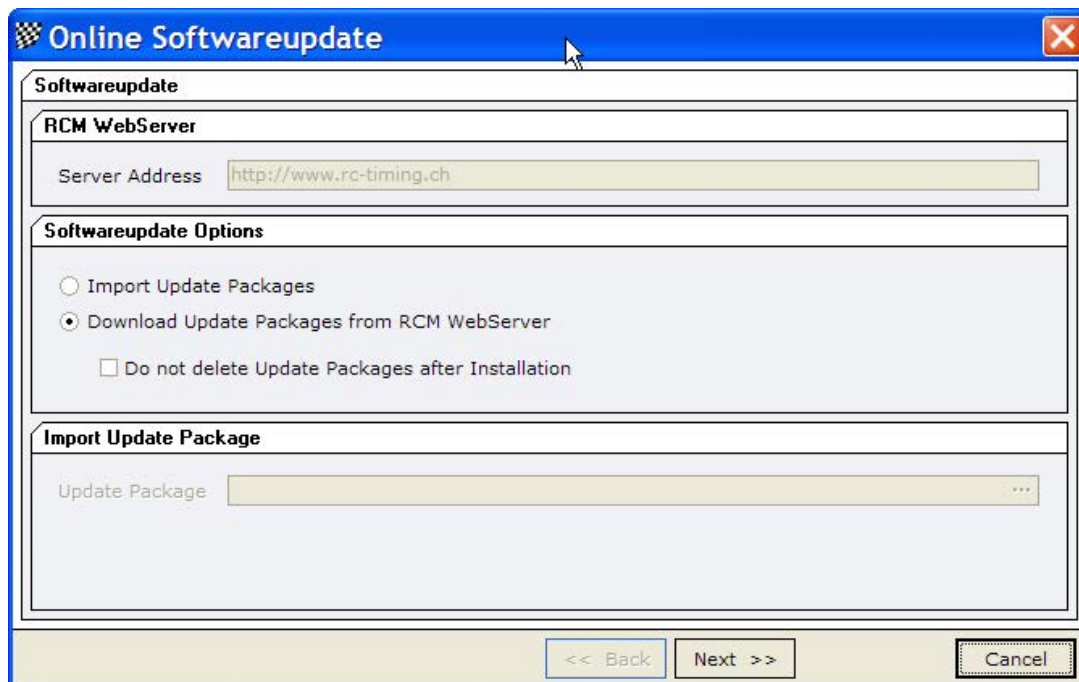 Online Softwareupdate
Softwareupdate
RCM WebServer
Server Address http://www.rc-timing.ch
Softwareupdate Options
Import Update Packages
Download Update Packages from RCM WebServer
Do not delete Update Packages after Installation
Import Update Package
Update Package ...
<< Back Next >> Cancel